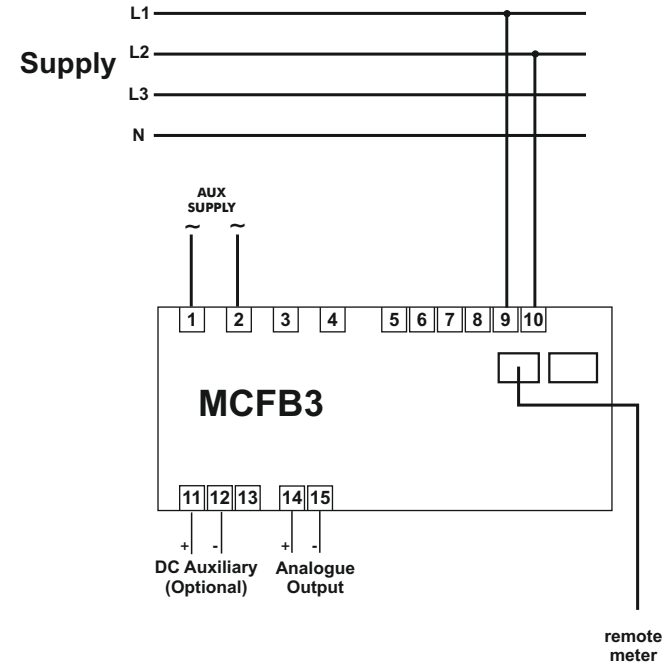 L1
Supply
L2
L3
N
AUX
SUPPLY
~ ~
1 2 3 4 5 6 7 8 9 10
MCFB3
11 12 13 14 15
+ - + -
DC Auxiliary
(Optional)
Analogue
Output
remote
meter